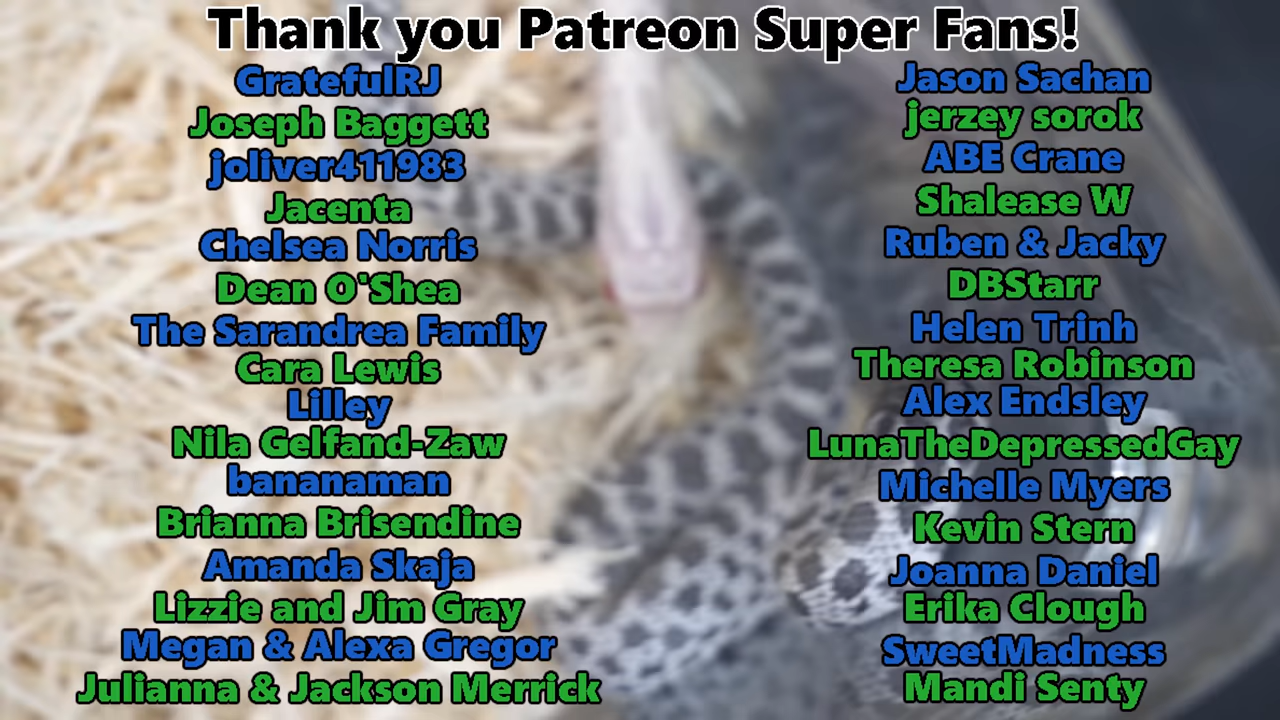 Thank you Patreon Super Fans!
GratefulRJ
Joseph Baggett
joliver411983
Jacenta
Chelsea Norris
Dean O'Shea
The Sarandrea Family
Cara Lewis
Lilley
Nila Gelfand-Zaw
bananaman
Brianna Brisendine
Amanda Skaja
Lizzie and Jim Gray
Megan & Alexa Gregor
Julianna & Jackson Merrick
Jason Sachan
jerzey sorok
ABE Crane
Shalease W
Ruben & Jacky
DBStarr
Helen Trinh
Theresa Robinson
Alex Endsley
LunaTheDepressedGay
Michelle Myers
Kevin Stern
Joanna Daniel
Erika Clough
SweetMadness
Mandi Senty